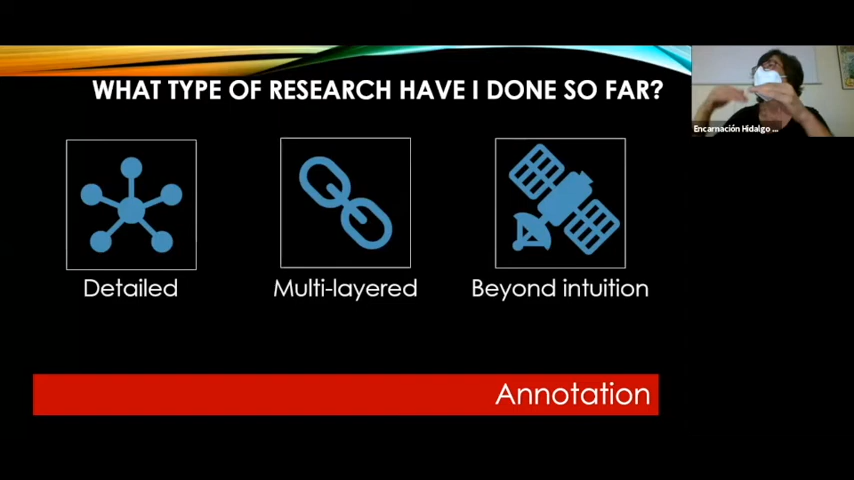 WHAT TYPE OF RESEARCH HAVE I DONE SO FAR?
Encarnación Hidalgo ...
Detailed
Multi-layered
Beyond intuition
Annotation